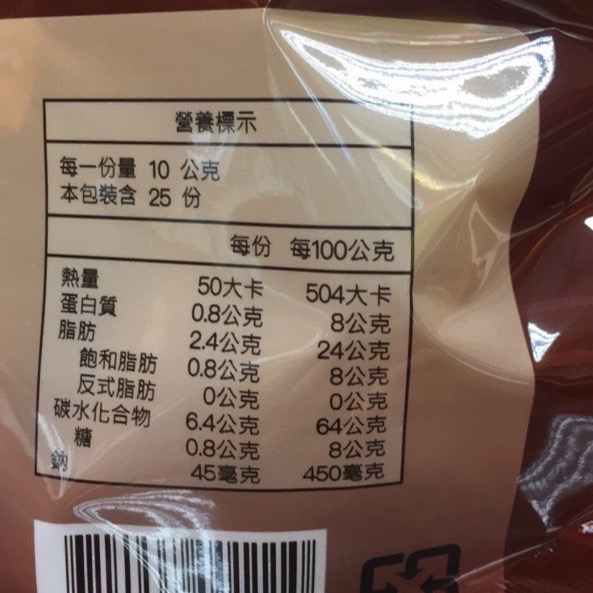 營養標示
每一份量 10 公克
本包裝含 25 份
每份 每100公克
熱量 50大卡 504大卡
蛋白質 0.8公克 8公克
脂肪 2.4公克 24公克
飽和脂肪 0.8公克 8公克
反式脂肪 0公克 0公克
碳水化合物 6.4公克 64公克
糖 0.8公克 8公克
鈉 45毫克 450毫克